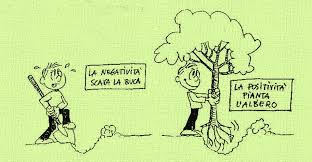 LA NEGATIVITÀ
SCAVA LA BUCA
LA POSITIVITÀ
PIANTA
L'ALBERO